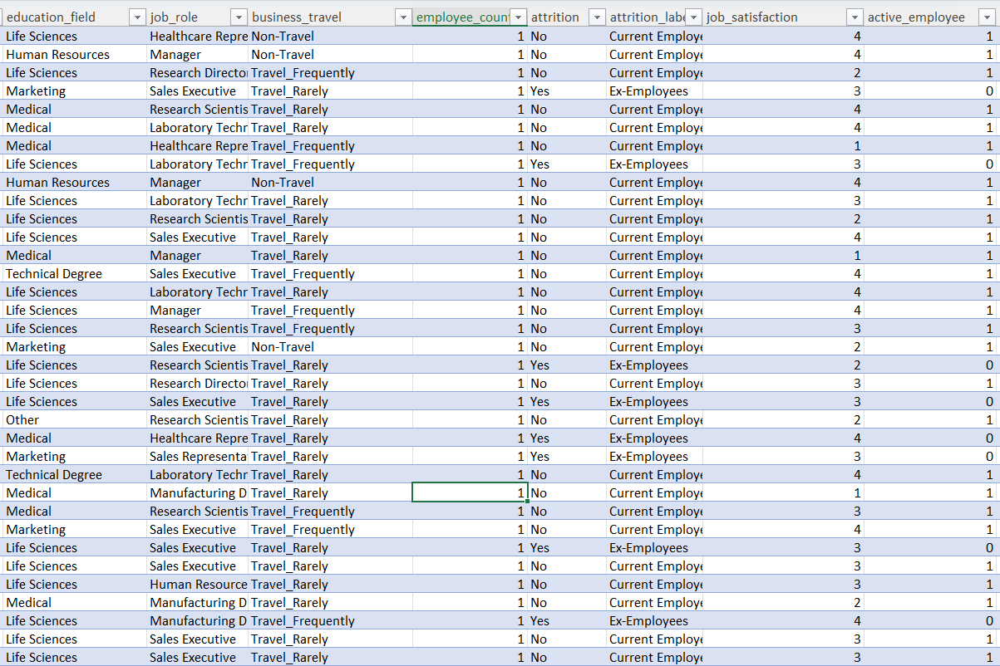 education_field job_role business_travel employee_count attrition attrition_labe job_satisfaction active_employee
Life Sciences Healthcare Repre Non-Travel 1 No Current Employe 4 1
Human Resources Manager Non-Travel 1 No Current Employe 4 1
Life Sciences Research Director Travel_Frequently 1 No Current Employe 2 1
Marketing Sales Executive Travel_Rarely 1 Yes Ex-Employees 3 0
Medical Research Scientis Travel_Rarely 1 No Current Employe 4 1
Medical Laboratory Techn Travel_Rarely 1 No Current Employe 4 1
Medical Healthcare Repre Travel_Frequently 1 No Current Employe 1 1
Life Sciences Laboratory Techn Travel_Frequently 1 Yes Ex-Employees 3 0
Human Resources Manager Non-Travel 1 No Current Employe 4 1
Life Sciences Laboratory Techn Travel_Rarely 1 No Current Employe 3 1
Life Sciences Research Scientis Travel_Rarely 1 No Current Employe 2 1
Life Sciences Sales Executive Travel_Rarely 1 No Current Employe 4 1
Medical Manager Travel_Rarely 1 No Current Employe 1 1
Technical Degree Sales Executive Travel_Frequently 1 No Current Employe 4 1
Life Sciences Laboratory Techn Travel_Rarely 1 No Current Employe 4 1
Life Sciences Manager Travel_Frequently 1 No Current Employe 4 1
Life Sciences Research Scientis Travel_Frequently 1 No Current Employe 3 1
Marketing Sales Executive Non-Travel 1 No Current Employe 2 1
Life Sciences Research Scientis Travel_Rarely 1 Yes Ex-Employees 2 0
Life Sciences Research Director Travel_Rarely 1 No Current Employe 3 1
Life Sciences Sales Executive Travel_Rarely 1 Yes Ex-Employees 3 0
Other Research Scientis Travel_Rarely 1 No Current Employe 2 1
Medical Healthcare Repre Travel_Rarely 1 Yes Ex-Employees 4 0
Marketing Sales Representa Travel_Rarely 1 Yes Ex-Employees 3 0
Technical Degree Laboratory Techn Travel_Rarely 1 No Current Employe 4 1
Medical Manufacturing D Travel_Rarely 1 No Current Employe 1 1
Medical Research Scientis Travel_Frequently 1 No Current Employe 3 1
Marketing Sales Executive Travel_Frequently 1 No Current Employe 4 1
Life Sciences Sales Executive Travel_Rarely 1 Yes Ex-Employees 3 0
Life Sciences Sales Executive Travel_Rarely 1 No Current Employe 3 1
Life Sciences Human Resource Travel_Rarely 1 No Current Employe 3 1
Medical Manufacturing D Travel_Rarely 1 No Current Employe 2 1
Life Sciences Manufacturing D Travel_Frequently 1 Yes Ex-Employees 4 0
Life Sciences Sales Executive Travel_Rarely 1 No Current Employe 3 1
Life Sciences Sales Executive Travel_Rarely 1 No Current Employe 3 1